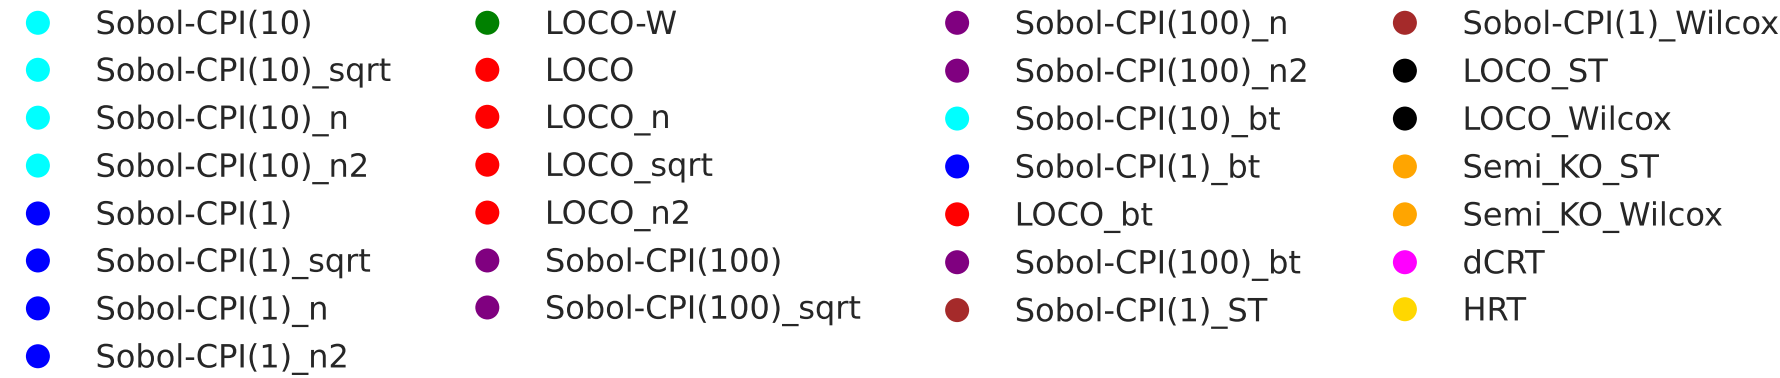 Sobol-CPI(10)
Sobol-CPI(10)_sqrt
Sobol-CPI(10)_n
Sobol-CPI(10)_n2
Sobol-CPI(1)
Sobol-CPI(1)_sqrt
Sobol-CPI(1)_n
Sobol-CPI(1)_n2
LOCO-W
LOCO
LOCO_n
LOCO_sqrt
LOCO_n2
Sobol-CPI(100)
Sobol-CPI(100)_sqrt
Sobol-CPI(100)_n
Sobol-CPI(100)_n2
Sobol-CPI(10)_bt
Sobol-CPI(1)_bt
LOCO_bt
Sobol-CPI(100)_bt
Sobol-CPI(1)_ST
Sobol-CPI(1)_Wilcox
LOCO_ST
LOCO_Wilcox
Semi_KO_ST
Semi_KO_Wilcox
dCRT
HRT